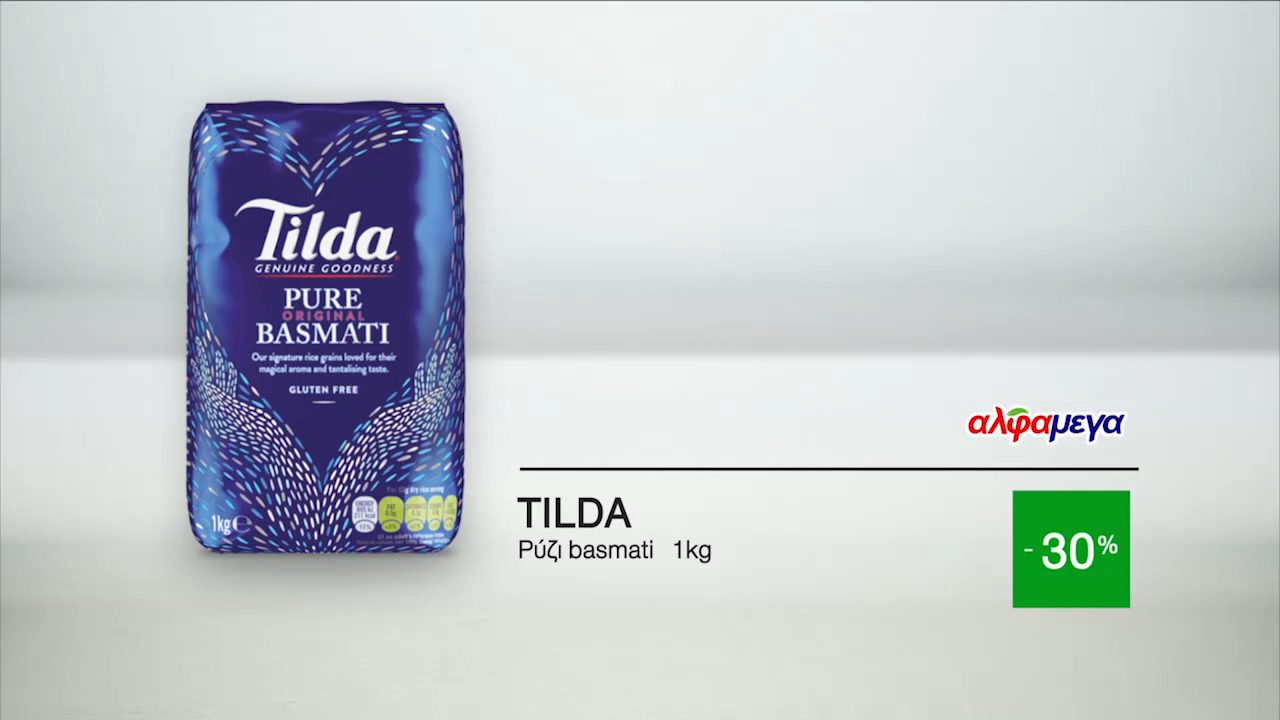 Tilda
GENUINE GOODNESS
PURE
ORIGINAL
BASMATI
Our signature rice grains loved for their
magical aroma and tantalising taste.
GLUTEN FREE
1kg e
αλφαμεγα
TILDA
Ρύζι basmati 1kg
- 30%